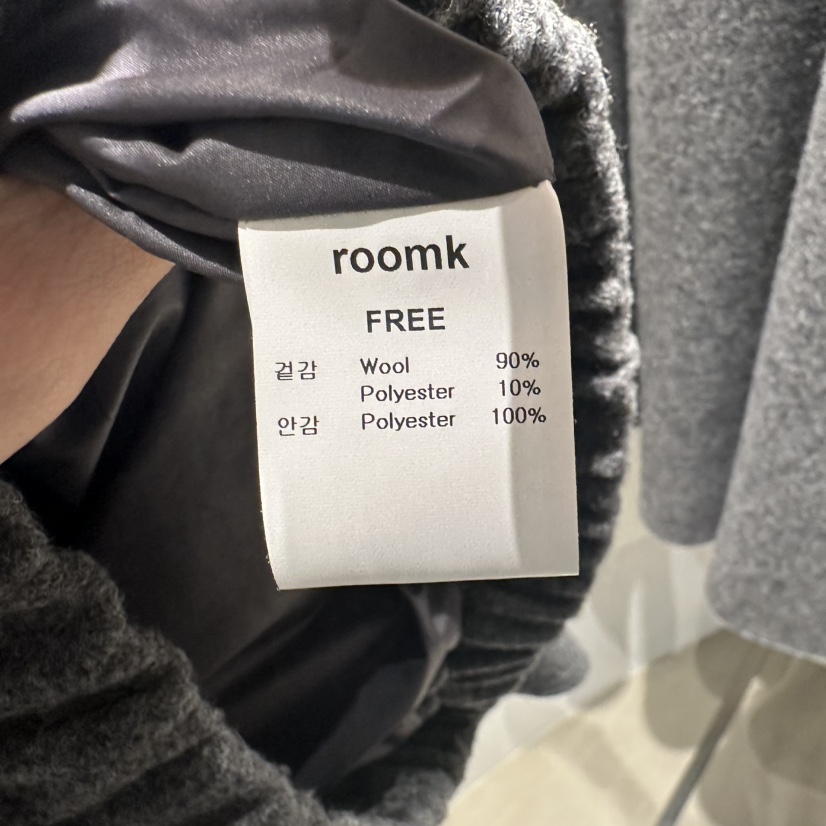 roomk
FREE
겉감 Wool 90%
Polyester 10%
안감 Polyester 100%